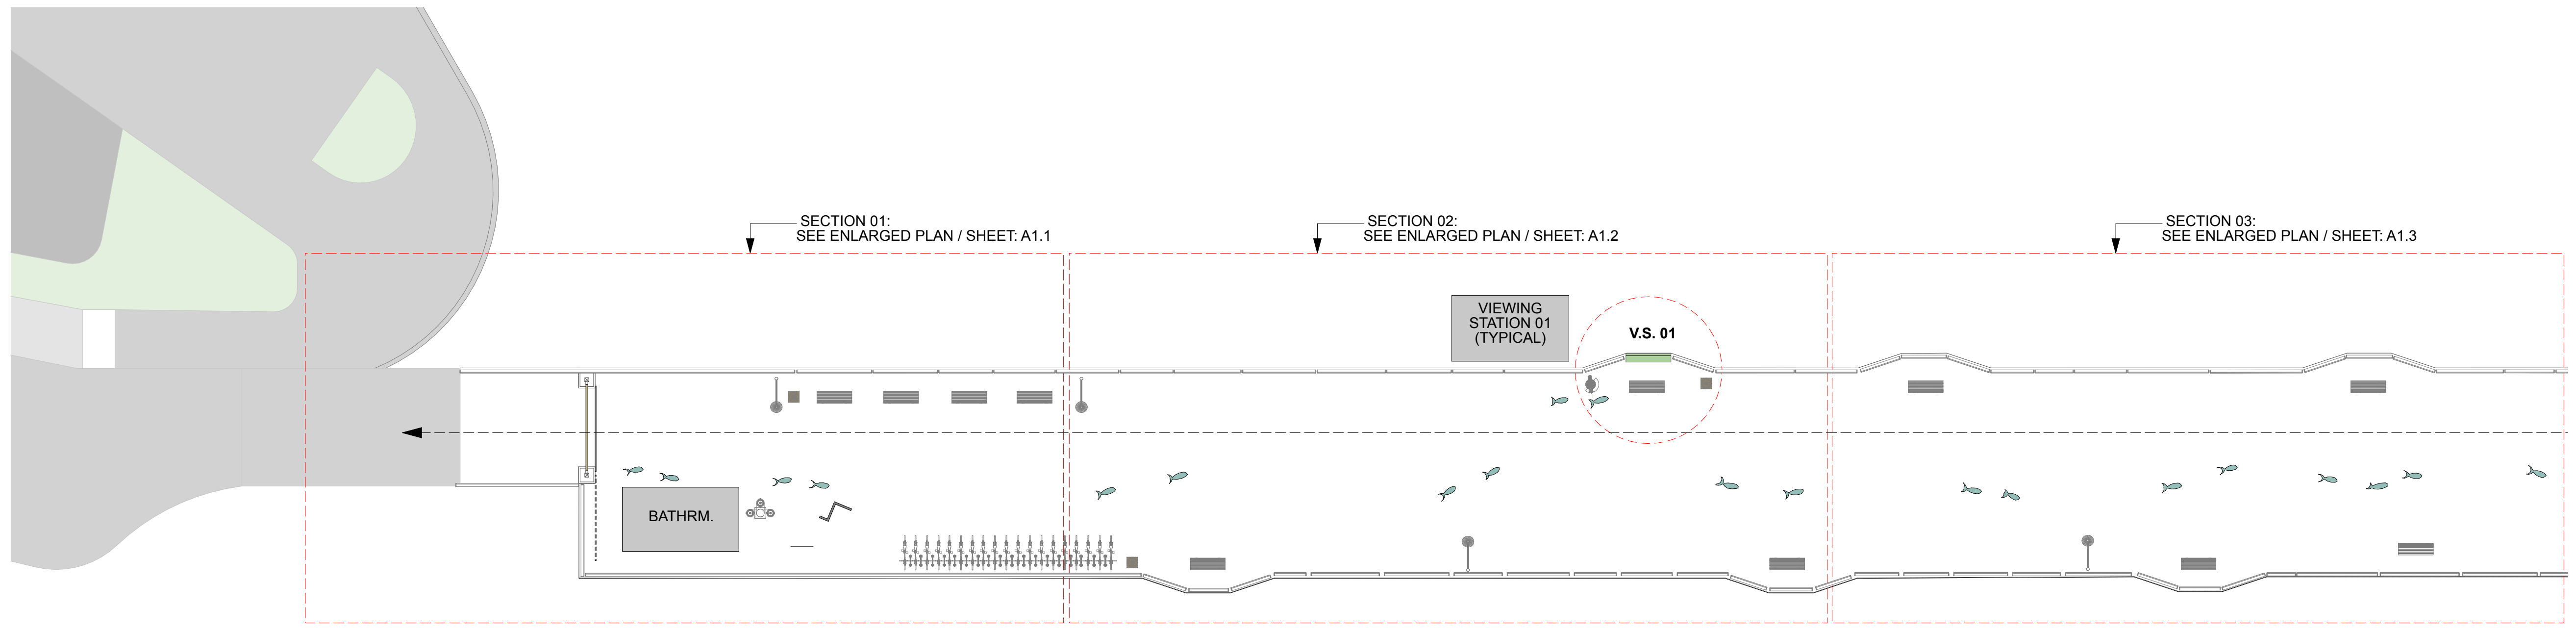 SECTION 01:
SEE ENLARGED PLAN / SHEET: A1.1
SECTION 02:
SEE ENLARGED PLAN / SHEET: A1.2
SECTION 03:
SEE ENLARGED PLAN / SHEET: A1.3
VIEWING
STATION 01
(TYPICAL)
V.S. 01
BATHRM.